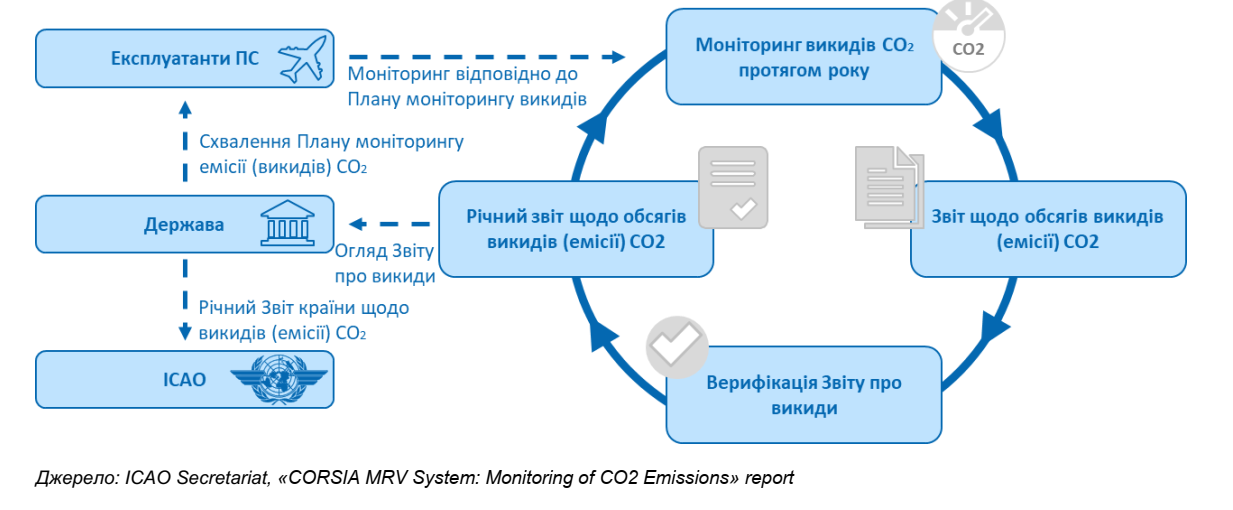 Експлуатанти ПС
Моніторинг відповідно до
Плану моніторингу викидів
Моніторинг викидів CO₂
протягом року
CO2
Схвалення Плану моніторингу
емісії (викидів) CO₂
Держава
Огляд Звіту
про викиди
Річний звіт щодо обсягів
викидів (емісії) CO2
Звіт щодо обсягів викидів
(емісії) CO2
Річний Звіт країни щодо
викидів (емісії) CO₂
ICAO
Верифікація Звіту про
викиди
Джерело: ICAO Secretariat, «CORSIA MRV System: Monitoring of CO2 Emissions» report